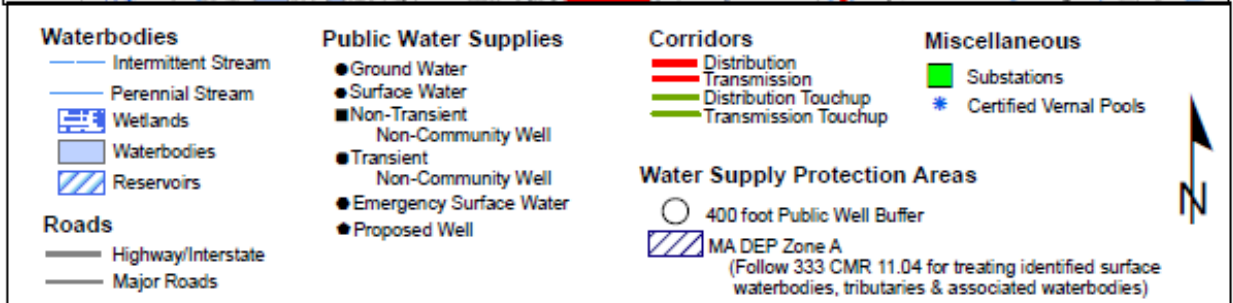 Waterbodies
Intermittent Stream
Perennial Stream
Wetlands
Waterbodies
Reservoirs
Roads
Highway/Interstate
Major Roads
Public Water Supplies
Ground Water
Surface Water
Non-Transient
Non-Community Well
Transient
Non-Community Well
Emergency Surface Water
Proposed Well
Corridors
Distribution
Transmission
Distribution Touchup
Transmission Touchup
Miscellaneous
Substations
Certified Vernal Pools
Water Supply Protection Areas
400 foot Public Well Buffer
MA DEP Zone A
(Follow 333 CMR 11.04 for treating identified surface
waterbodies, tributaries & associated waterbodies)
N